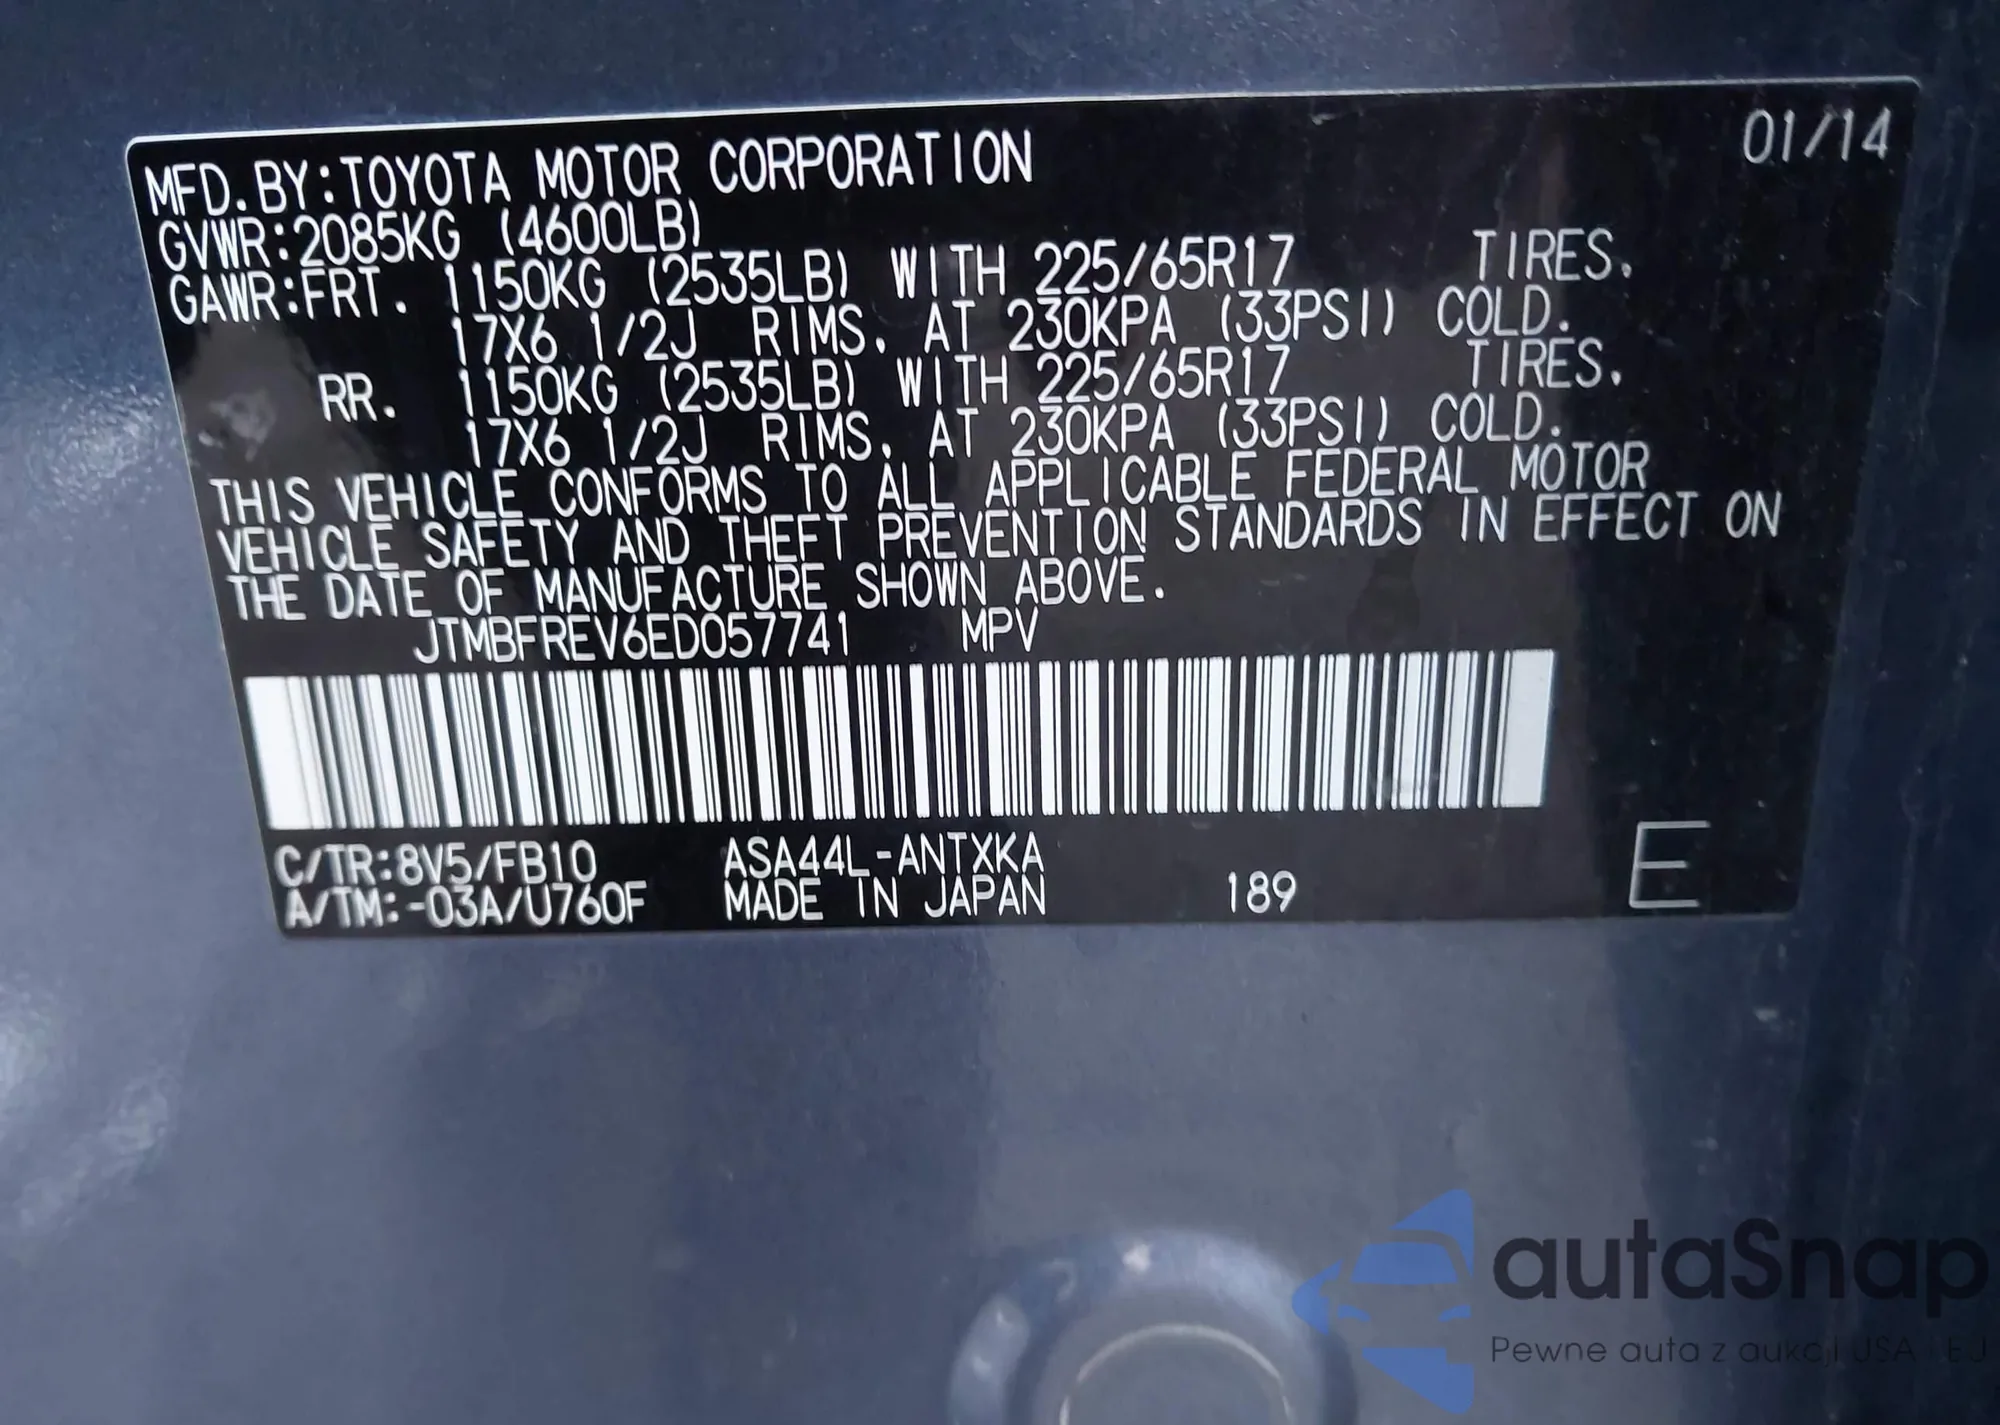 01/14
MFD. BY:TOYOTA MOTOR CORPORATION
GVWR:2085KG (4600LB)
GAWR:FRT. 1150KG (2535LB) WITH 225/65R17 TIRES.
17X6 1/2J RIMS. AT 230KPA (33PSI) COLD.
RR. 1150KG (2535LB) WITH 225/65R17 TIRES.
17X6 1/2J RIMS. AT 230KPA (33PSI) COLD.
THIS VEHICLE CONFORMS TO ALL APPLICABLE FEDERAL MOTOR
VEHICLE SAFETY AND THEFT PREVENTION STANDARDS IN EFFECT ON
THE DATE OF MANUFACTURE SHOWN ABOVE.
JTMBFREV6ED057741 MPV
C/TR:8V5/FB10 ASA44L-ANTXKA
A/TM:-03A/U760F MADE IN JAPAN 189 E
autaSnap
Pewne auta z aukcji USA i EU